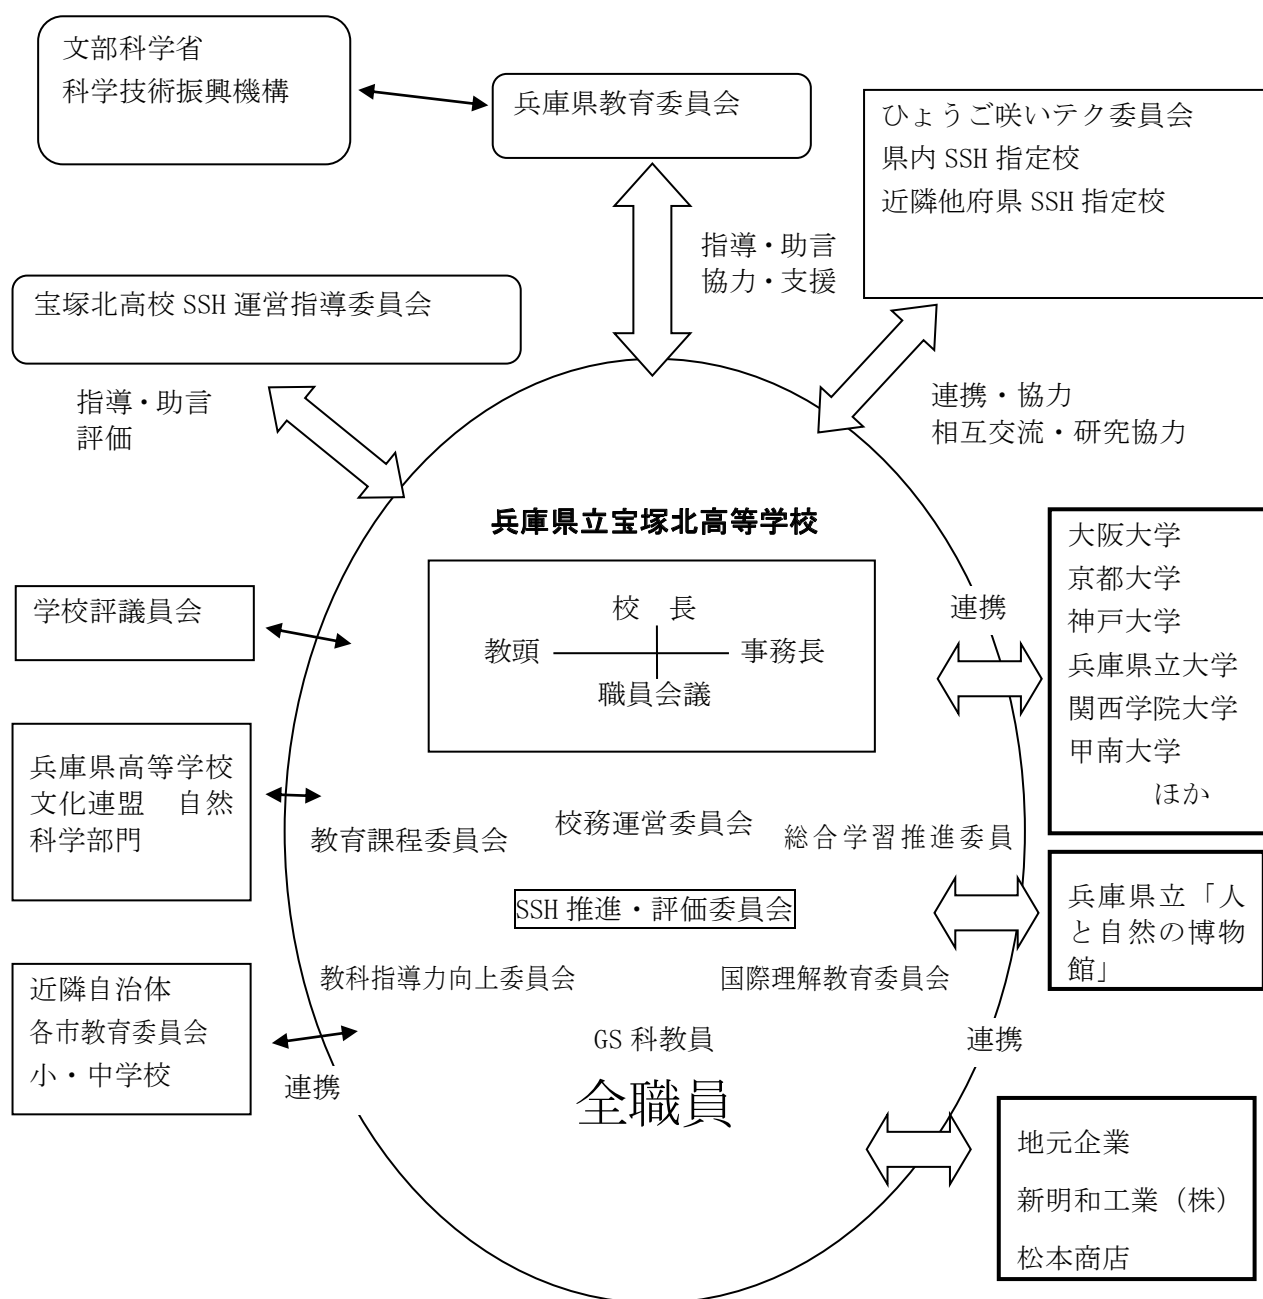 文部科学省
科学技術振興機構
兵庫県教育委員会
ひょうご咲いテク委員会
県内 SSH 指定校
近隣他府県 SSH 指定校
指導・助言
協力・支援
宝塚北高校 SSH 運営指導委員会
指導・助言
評価
連携・協力
相互交流・研究協力
兵庫県立宝塚北高等学校
校　長
教頭
事務長
職員会議
学校評議員会
連携
大阪大学
京都大学
神戸大学
兵庫県立大学
関西学院大学
甲南大学
ほか
兵庫県高等学校
文化連盟　自然
科学部門
教育課程委員会
校務運営委員会
総合学習推進委員
SSH 推進・評価委員会
兵庫県立「人
と自然の博物
館」
教科指導力向上委員会
国際理解教育委員会
近隣自治体
各市教育委員会
小・中学校
連携
GS 科教員
連携
全職員
地元企業
新明和工業（株）
松本商店